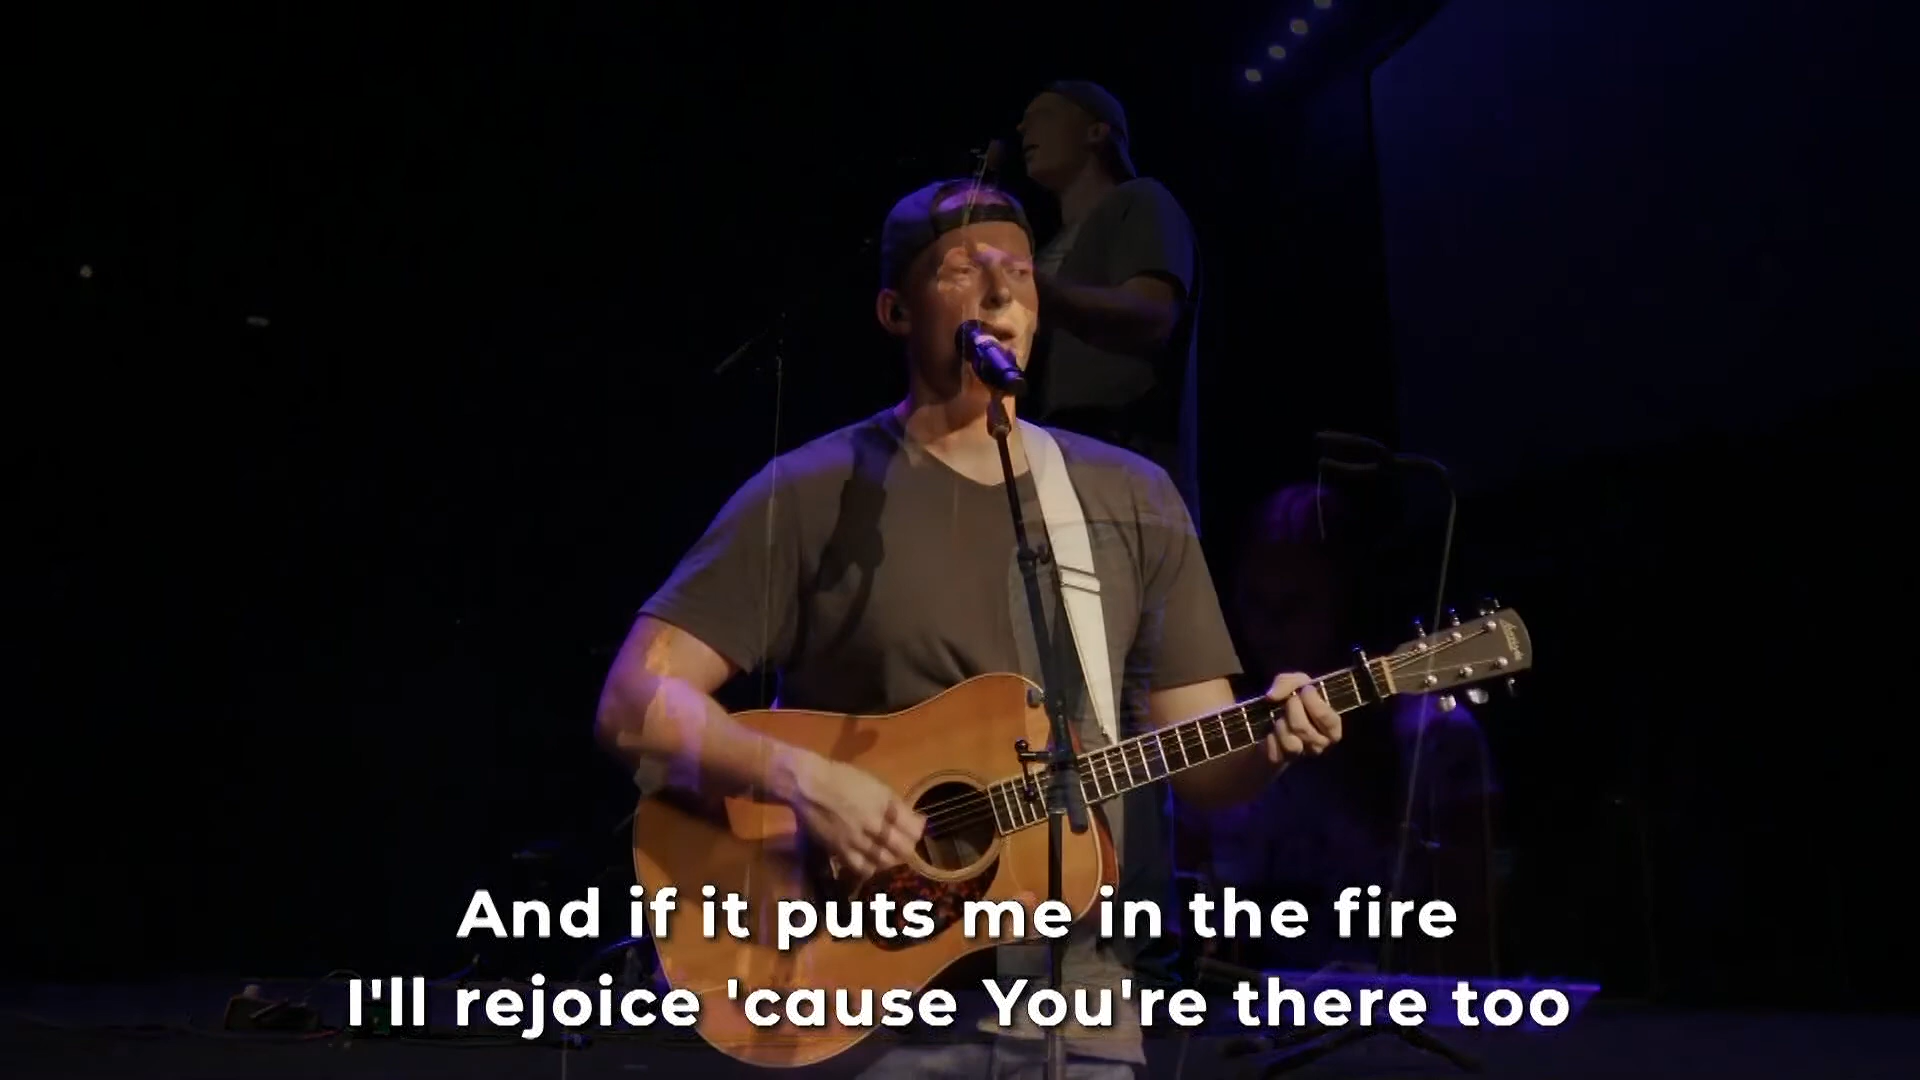 And if it puts me in the fire
I'll rejoice 'cause You're there too